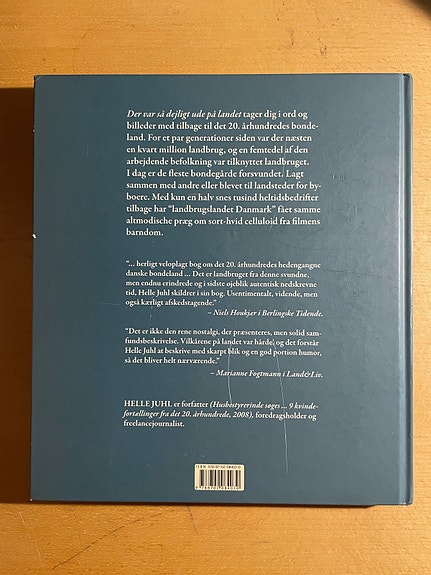 Der var så dejligt ude på landet tager dig i ord og
billeder med tilbage til det 20. århundredes bonde-
land. For et par generationer siden var der næsten
en kvart million landbrug, og en femtedel af den
arbejdende befolkning var tilknyttet landbruget.
I dag er de fleste bondegårde forsvundet. Lagt
sammen med andre eller blevet til landsteder for by-
boere. Med kun en halv snes tusind heltidsbedrifter
tilbage har "landbrugslandet Danmark" fået samme
altmodische præg om sort-hvid celluloid fra filmens
barndom.
"... herligt veloplagt bog om det 20. århundredes hedengangne
danske bondeland ... Det er landbruget fra denne svundne,
men endnu erindrede og i sidste øjeblik autentisk nedskrevne
tid, Helle Juhl skildrer i sin bog. Usentimentalt, vidende, men
også kærligt afskedstagende."
– Niels Houkjær i Berlingske Tidende.
"Det er ikke den rene nostalgi, der præsenteres, men solid sam-
fundsbeskrivelse. Vilkårene på landet var hårde, og det forstår
Helle Juhl at beskrive med skarpt blik og en god portion humor,
så det bliver helt nærværende."
– Marianne Fogtmann i Land&Liv.
HELLE JUHL er forfatter (Husbestyrerinde søges ... 9 kvinde-
fortællinger fra det 20. århundrede, 2008), foredragsholder og
freelancejournalist.